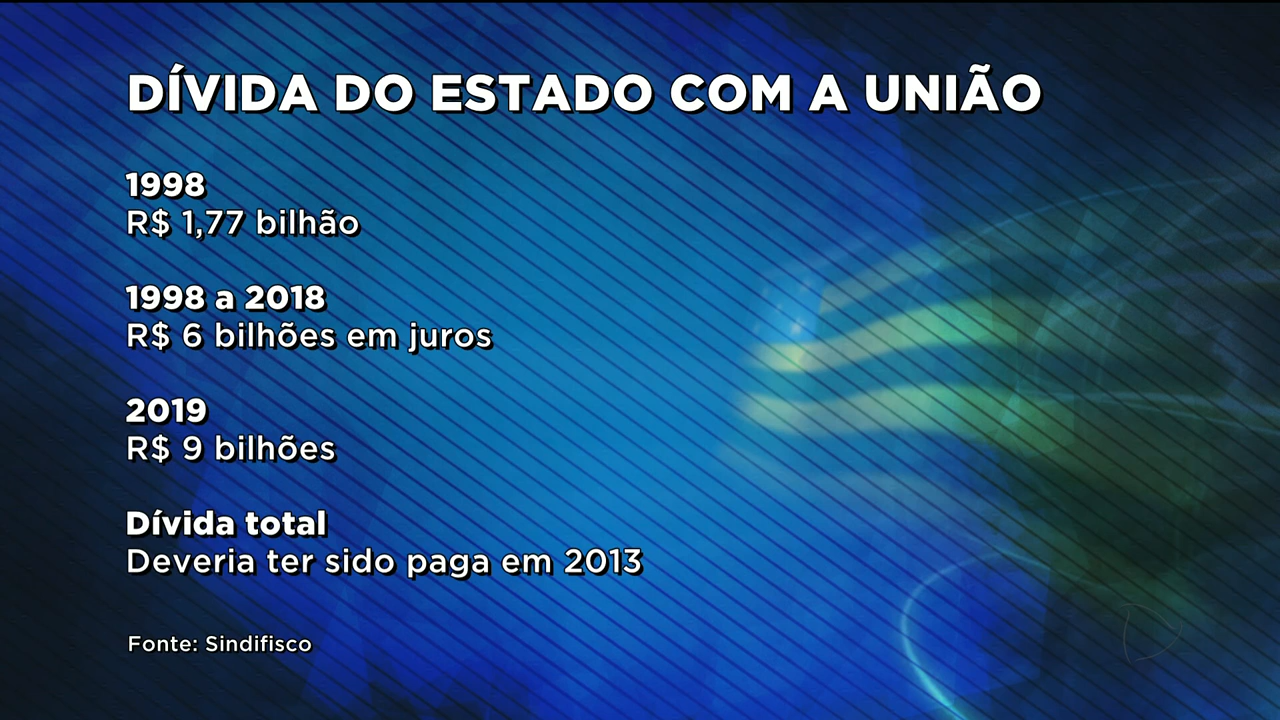 DÍVIDA DO ESTADO COM A UNIÃO
1998
R$ 1,77 bilhão
1998 a 2018
R$ 6 bilhões em juros
2019
R$ 9 bilhões
Dívida total
Deveria ter sido paga em 2013
Fonte: Sindifisco